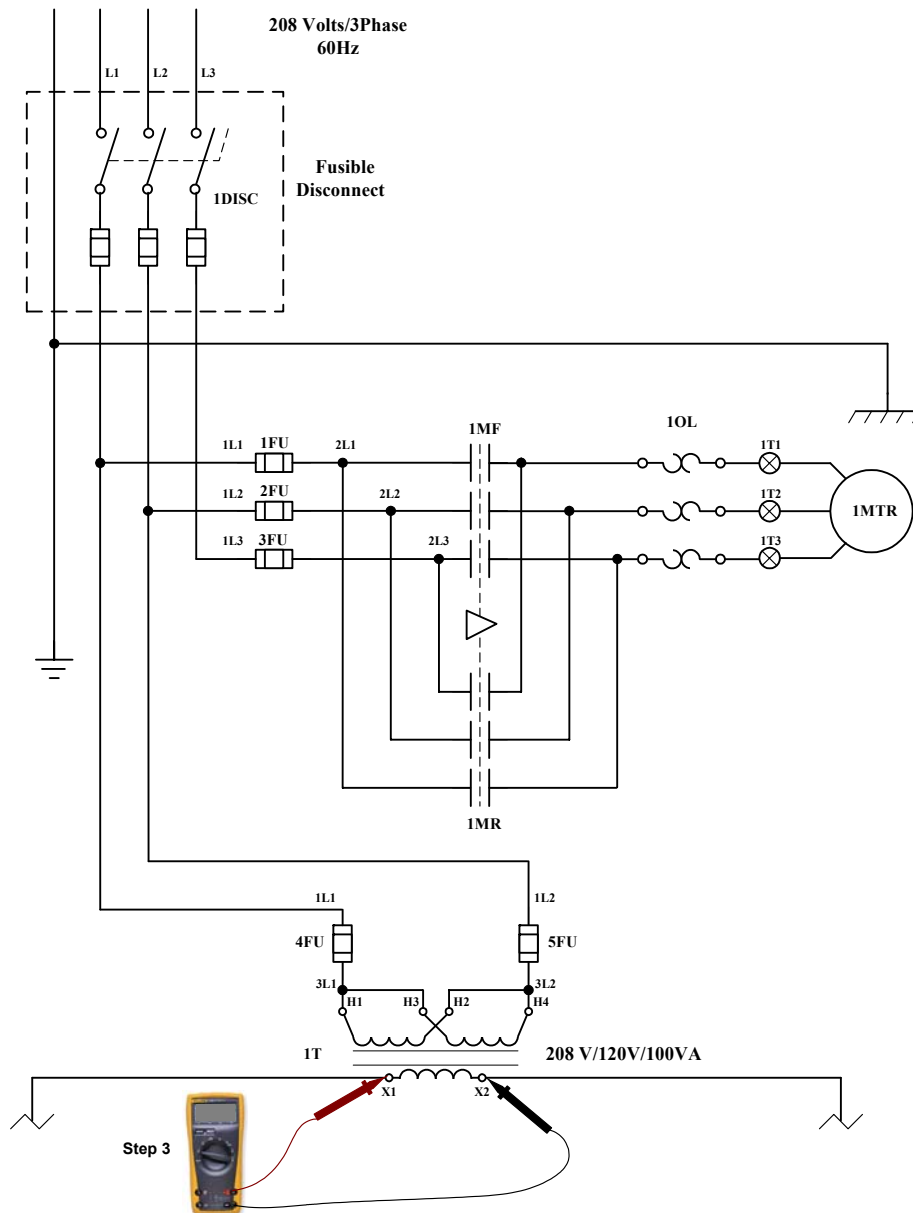 208 Volts/3Phase
60Hz
L1
L2
L3
Fusible
Disconnect
1DISC
1MF
1OL
1L1
1FU
2L1
1T1
1L2
2FU
2L2
1T2
1MTR
1L3
3FU
2L3
1T3
1MR
1L1
1L2
4FU
5FU
3L1
3L2
H1
H3
H2
H4
1T
208 V/120V/100VA
X1
X2
Step 3